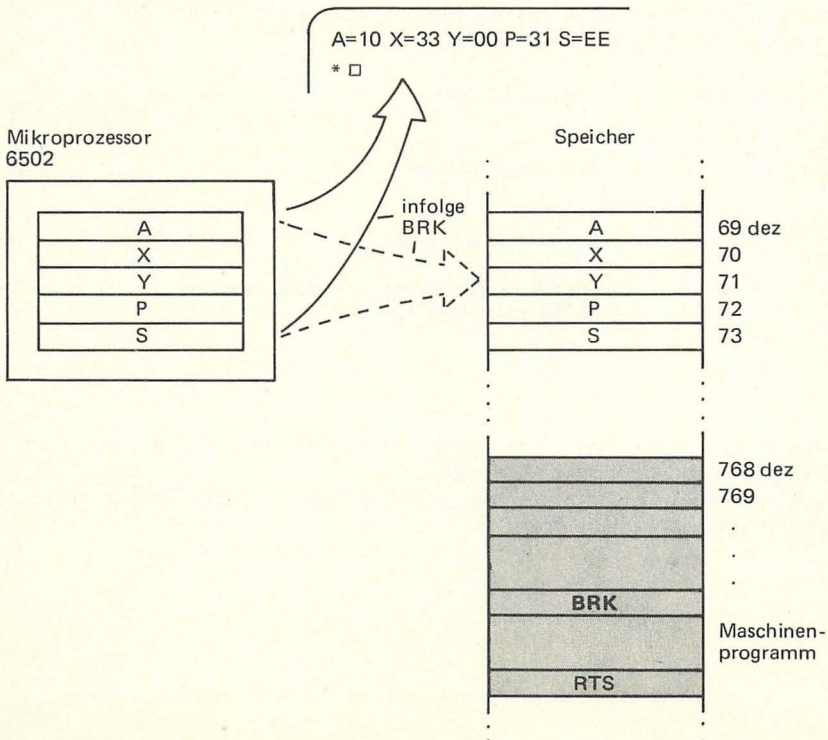 A=10 X=33 Y=00 P=31 S=EE
* □
Mikroprozessor
6502
A
X
Y
P
S
infolge
BRK
Speicher
A 69 dez
X 70
Y 71
P 72
S 73
768 dez
769
BRK
Maschinen-
programm
RTS